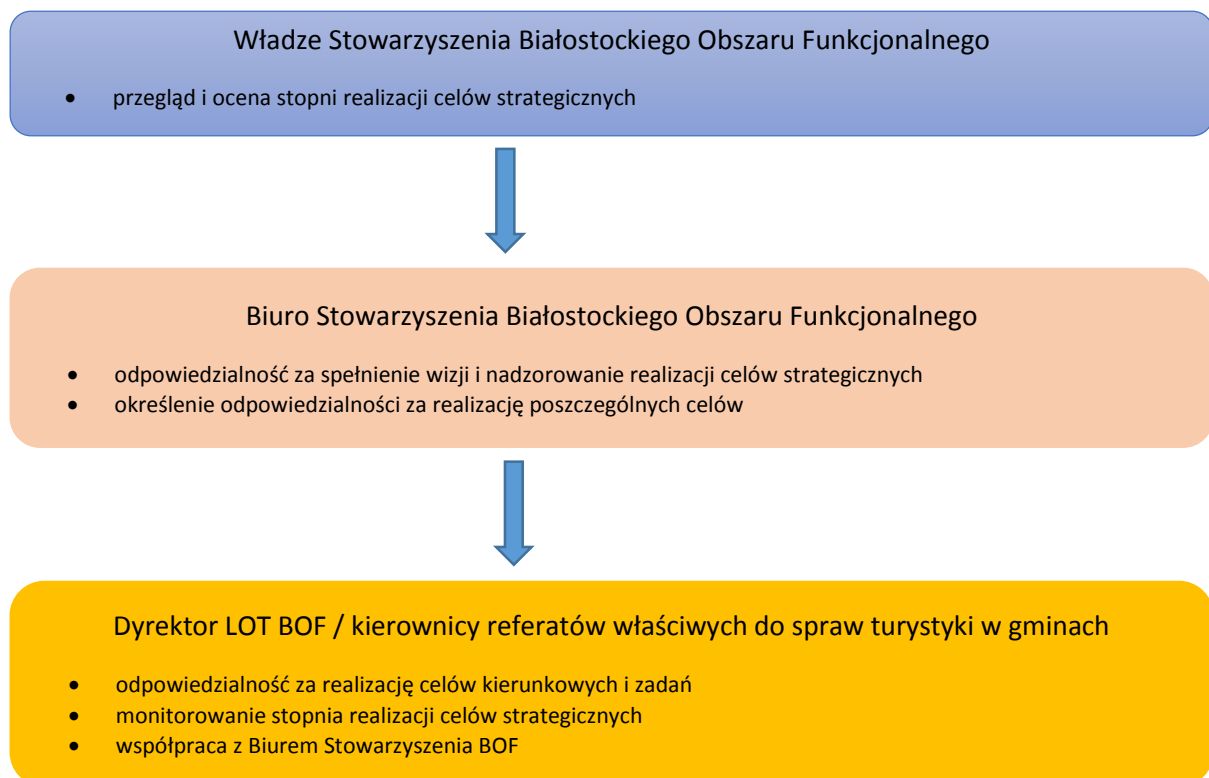 Władze Stowarzyszenia Białostockiego Obszaru Funkcjonalnego
• przegląd i ocena stopni realizacji celów strategicznych
Biuro Stowarzyszenia Białostockiego Obszaru Funkcjonalnego
• odpowiedzialność za spełnienie wizji i nadzorowanie realizacji celów strategicznych
• określenie odpowiedzialności za realizację poszczególnych celów
Dyrektor LOT BOF / kierownicy referatów właściwych do spraw turystyki w gminach
• odpowiedzialność za realizację celów kierunkowych i zadań
• monitorowanie stopnia realizacji celów strategicznych
• współpraca z Biurem Stowarzyszenia BOF